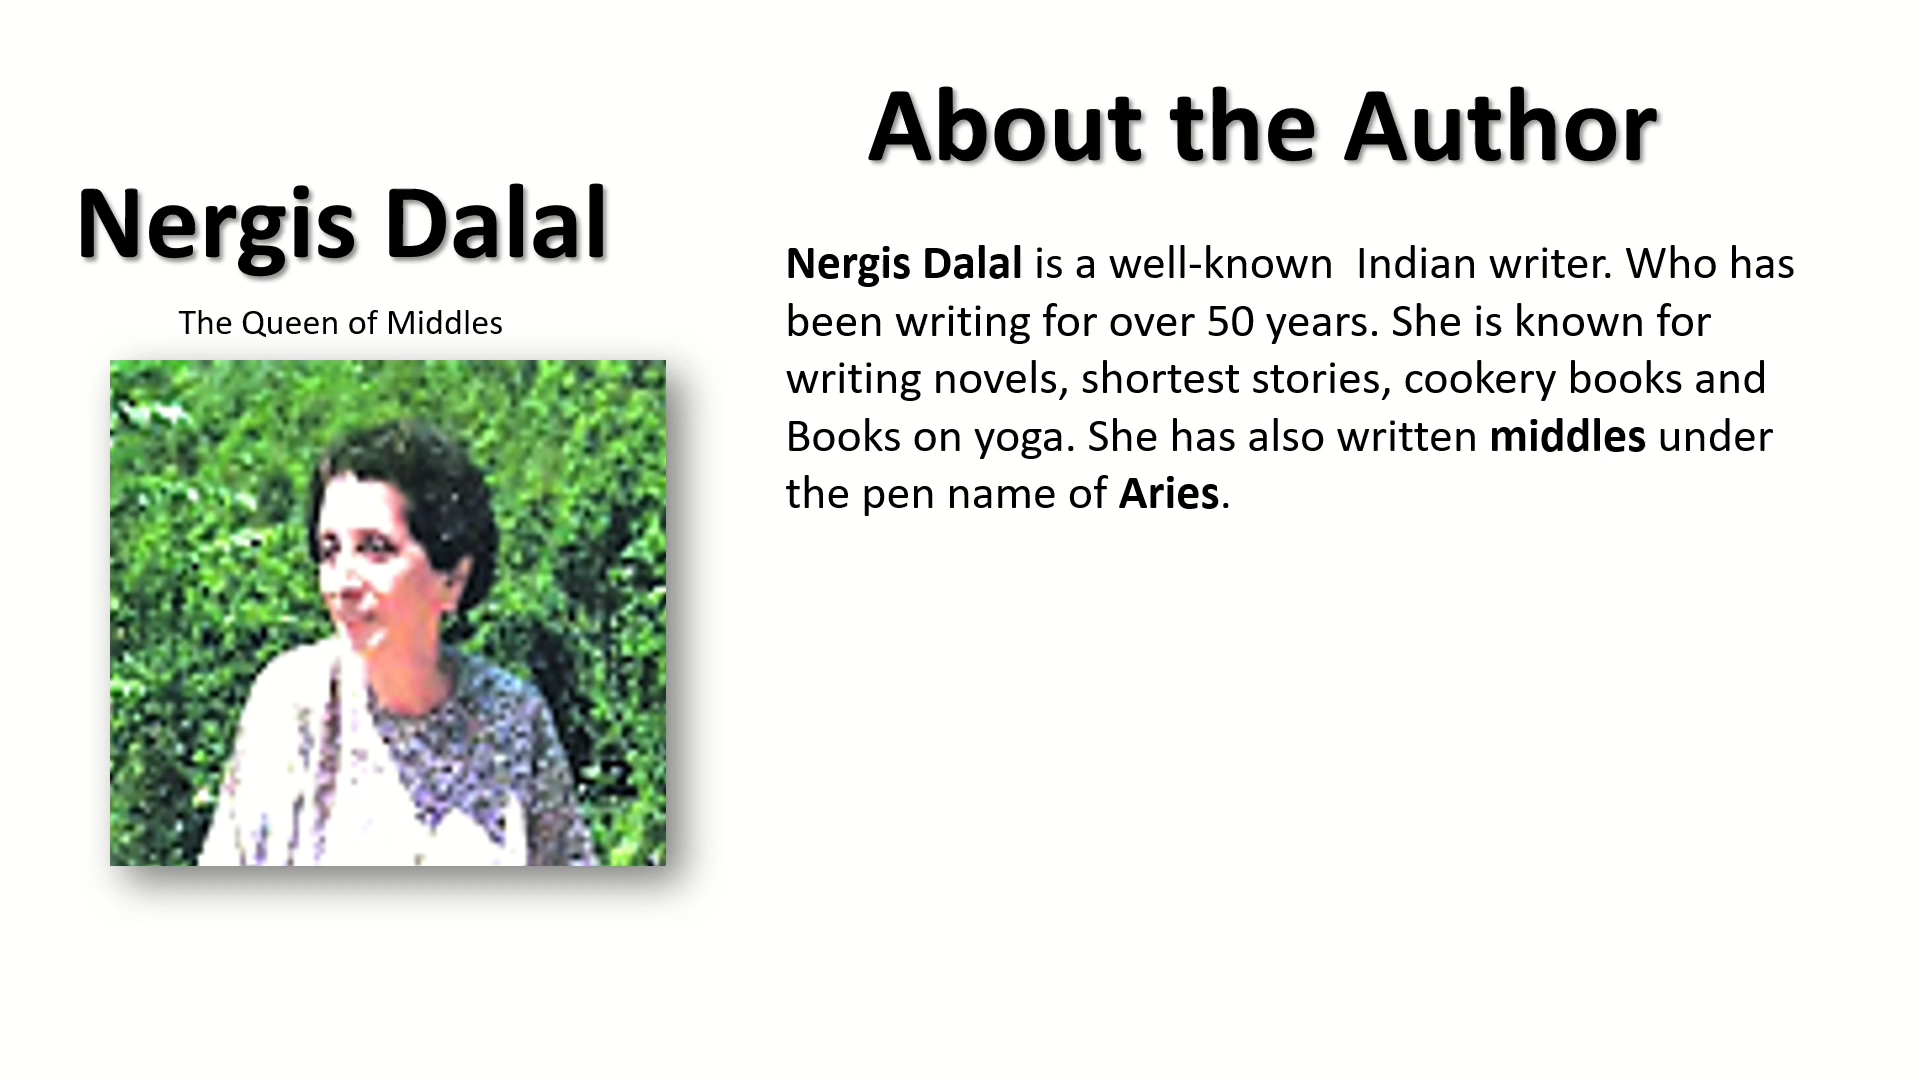 Nergis Dalal
The Queen of Middles
About the Author
Nergis Dalal is a well-known  Indian writer. Who has
been writing for over 50 years. She is known for
writing novels, shortest stories, cookery books and
Books on yoga. She has also written middles under
the pen name of Aries.